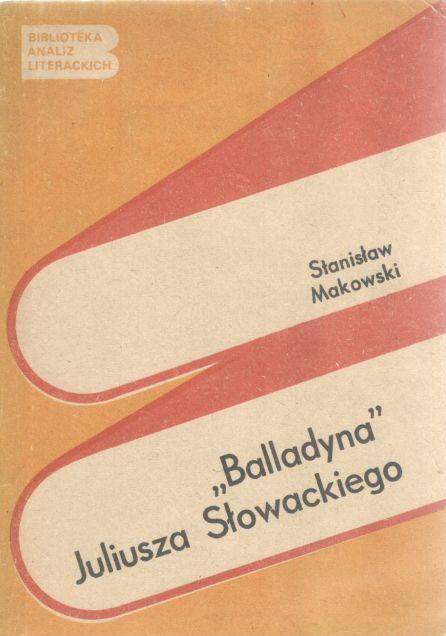 BIBLIOTEKA
ANALIZ
LITERACKICH
Stanisław
Makowski
„Balladyna”
Juliusza Słowackiego